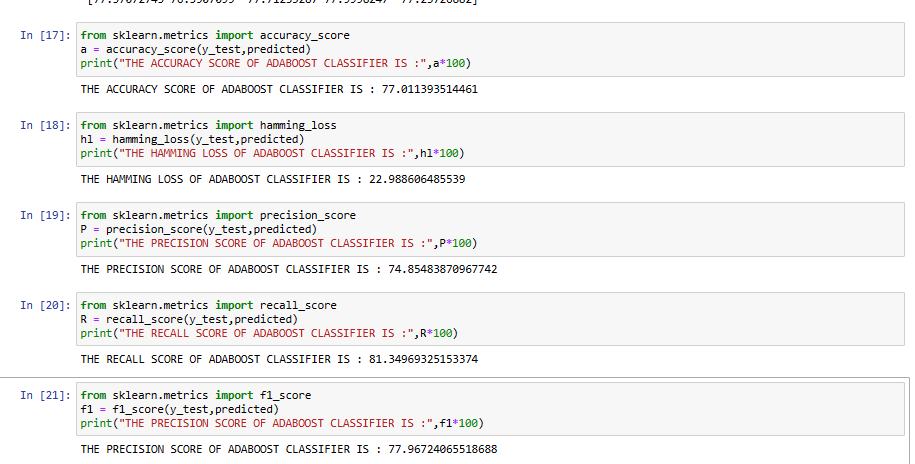 In [17]: from sklearn.metrics import accuracy_score
a = accuracy_score(y_test,predicted)
print("THE ACCURACY SCORE OF ADABOOST CLASSIFIER IS :",a*100)
THE ACCURACY SCORE OF ADABOOST CLASSIFIER IS : 77.011393514461
In [18]: from sklearn.metrics import hamming_loss
hl = hamming_loss(y_test,predicted)
print("THE HAMMING LOSS OF ADABOOST CLASSIFIER IS :",hl*100)
THE HAMMING LOSS OF ADABOOST CLASSIFIER IS : 22.988606485539
In [19]: from sklearn.metrics import precision_score
P = precision_score(y_test,predicted)
print("THE PRECISION SCORE OF ADABOOST CLASSIFIER IS :",P*100)
THE PRECISION SCORE OF ADABOOST CLASSIFIER IS : 74.85483870967742
In [20]: from sklearn.metrics import recall_score
R = recall_score(y_test,predicted)
print("THE RECALL SCORE OF ADABOOST CLASSIFIER IS :",R*100)
THE RECALL SCORE OF ADABOOST CLASSIFIER IS : 81.34969325153374
In [21]: from sklearn.metrics import f1_score
f1 = f1_score(y_test,predicted)
print("THE PRECISION SCORE OF ADABOOST CLASSIFIER IS :",f1*100)
THE PRECISION SCORE OF ADABOOST CLASSIFIER IS : 77.96724065518688